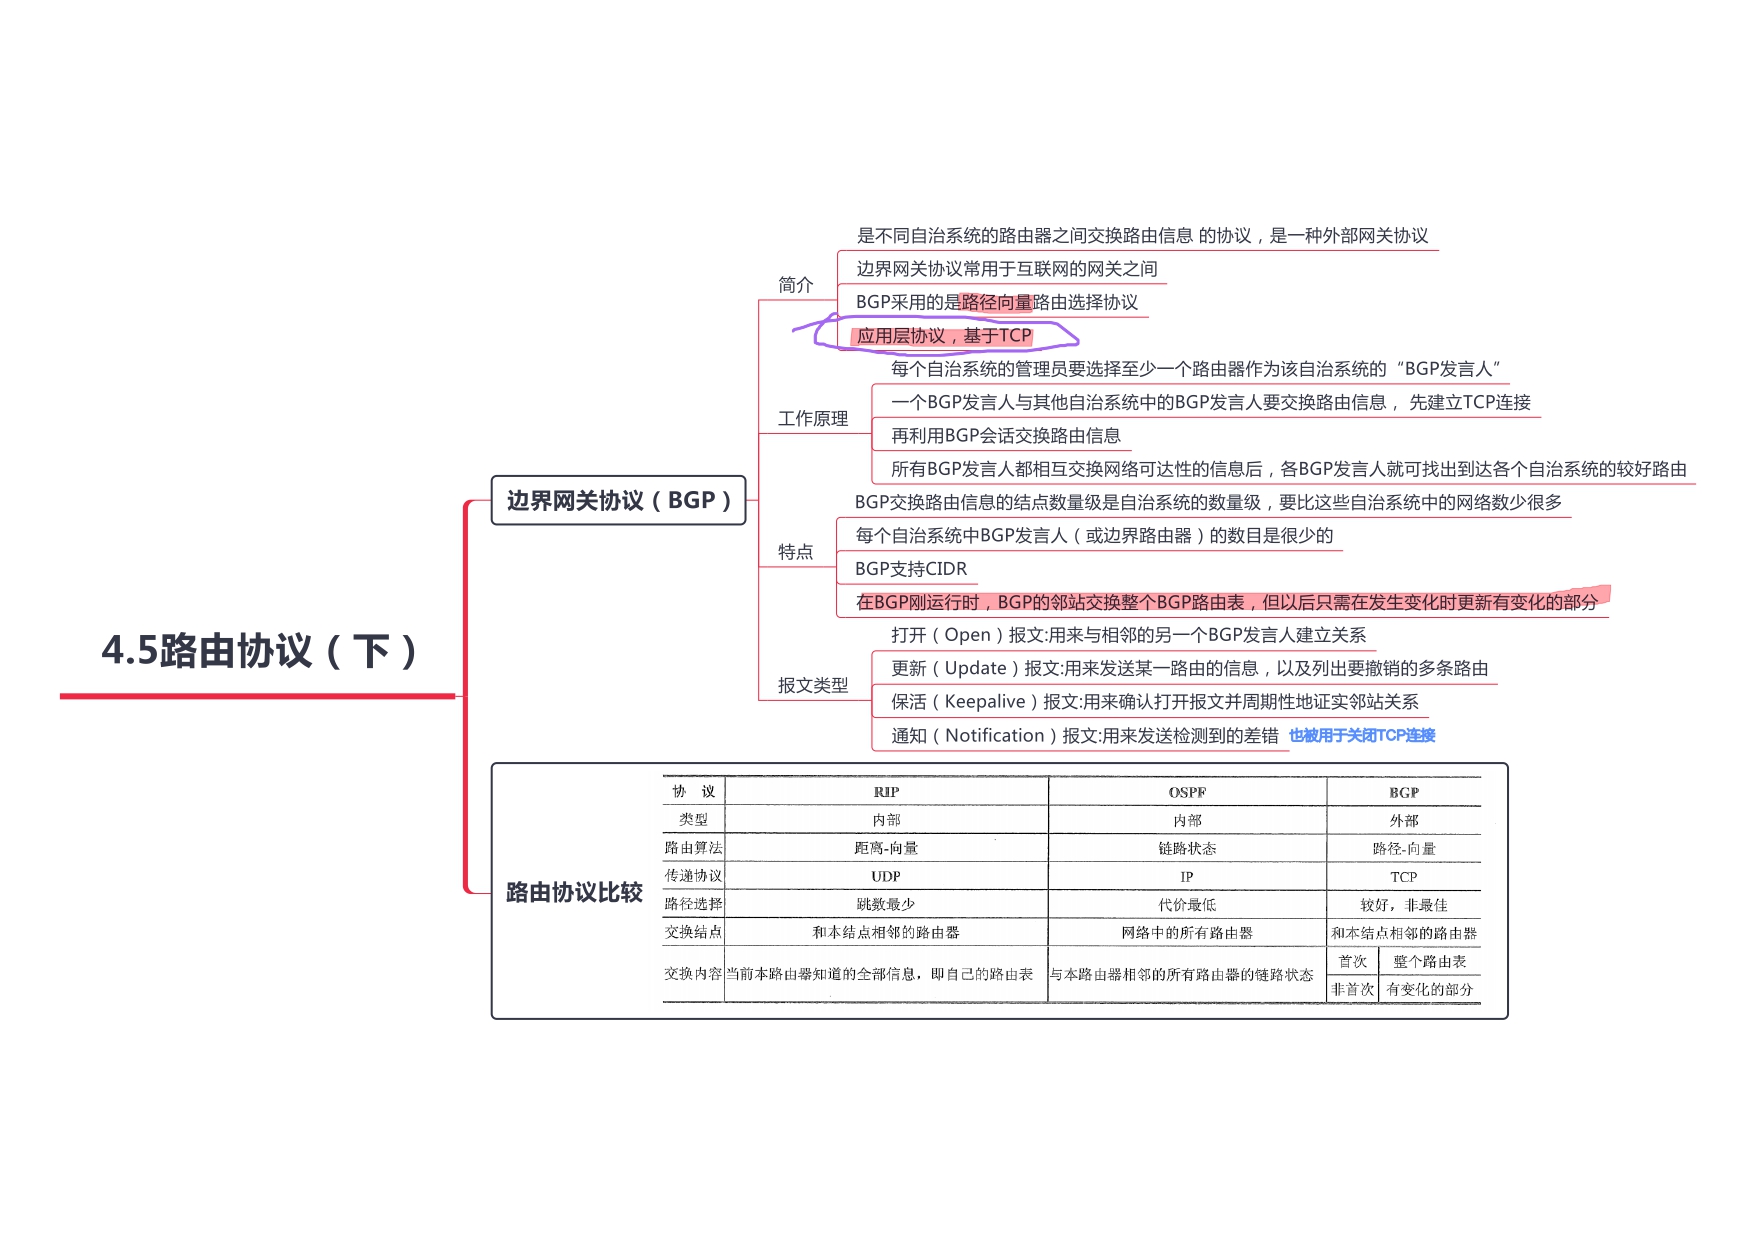 4.5路由协议（下）
边界网关协议（BGP）
简介
是不同自治系统的路由器之间交换路由信息 的协议，是一种外部网关协议
边界网关协议常用于互联网的网关之间
BGP采用的是路径向量路由选择协议
应用层协议，基于TCP
工作原理
每个自治系统的管理员要选择至少一个路由器作为该自治系统的“BGP发言人”
一个BGP发言人与其他自治系统中的BGP发言人要交换路由信息， 先建立TCP连接
再利用BGP会话交换路由信息
所有BGP发言人都相互交换网络可达性的信息后，各BGP发言人就可找出到达各个自治系统的较好路由
特点
BGP交换路由信息的结点数量级是自治系统的数量级，要比这些自治系统中的网络数少很多
每个自治系统中BGP发言人（或边界路由器）的数目是很少的
BGP支持CIDR
在BGP刚运行时，BGP的邻站交换整个BGP路由表，但以后只需在发生变化时更新有变化的部分
报文类型
打开（Open）报文:用来与相邻的另一个BGP发言人建立关系
更新（Update）报文:用来发送某一路由的信息，以及列出要撤销的多条路由
保活（Keepalive）报文:用来确认打开报文并周期性地证实邻站关系
通知（Notification）报文:用来发送检测到的差错 也被用于关闭TCP连接
路由协议比较
协 议 RIP OSPF BGP
类型 内部 内部 外部
路由算法 距离-向量 链路状态 路径-向量
传递协议 UDP IP TCP
路径选择 跳数最少 代价最低 较好，非最佳
交换结点 和本结点相邻的路由器 网络中的所有路由器 和本结点相邻的路由器
交换内容 当前本路由器知道的全部信息，即自己的路由表 与本路由器相邻的所有路由器的链路状态 首次 整个路由表
非首次 有变化的部分